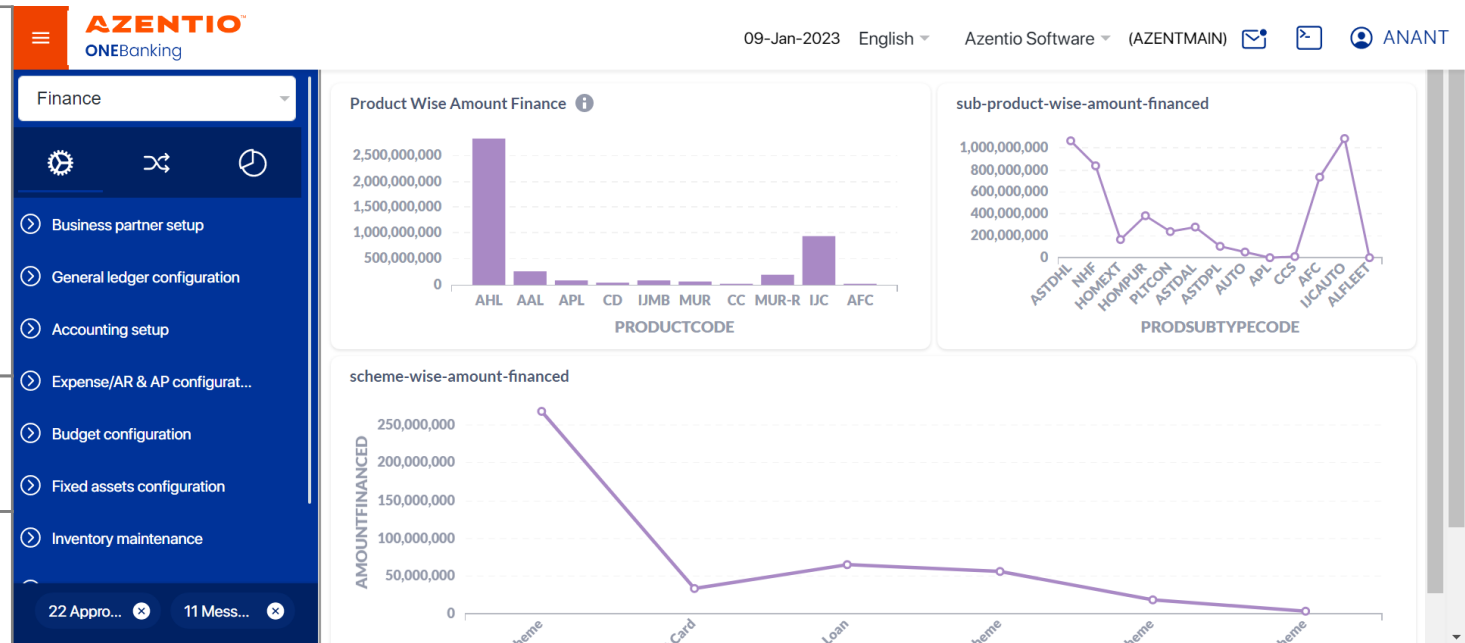 AZENTIO™
ONEBanking
09-Jan-2023 English Azentio Software (AZENTMAIN) ANANT
Finance
Business partner setup
General ledger configuration
Accounting setup
Expense/AR & AP configurat...
Budget configuration
Fixed assets configuration
Inventory maintenance
22 Appro... 11 Mess...
Product Wise Amount Finance
2,500,000,000
2,000,000,000
1,500,000,000
1,000,000,000
500,000,000
0
AHL AAL APL CD IJMB MUR CC MUR-R IJC AFC
PRODUCTCODE
sub-product-wise-amount-financed
1,000,000,000
800,000,000
600,000,000
400,000,000
200,000,000
0
ASTDHL NHF HOMEXT HOMPUR PLTCON ASTDAL ASTDPL AUTO APL CCS AFC IJCAUTO ALFLEET
PRODSUBTYPECODE
scheme-wise-amount-financed
AMOUNTFINANCED
250,000,000
200,000,000
150,000,000
100,000,000
50,000,000
0
heme Card Loan heme heme heme